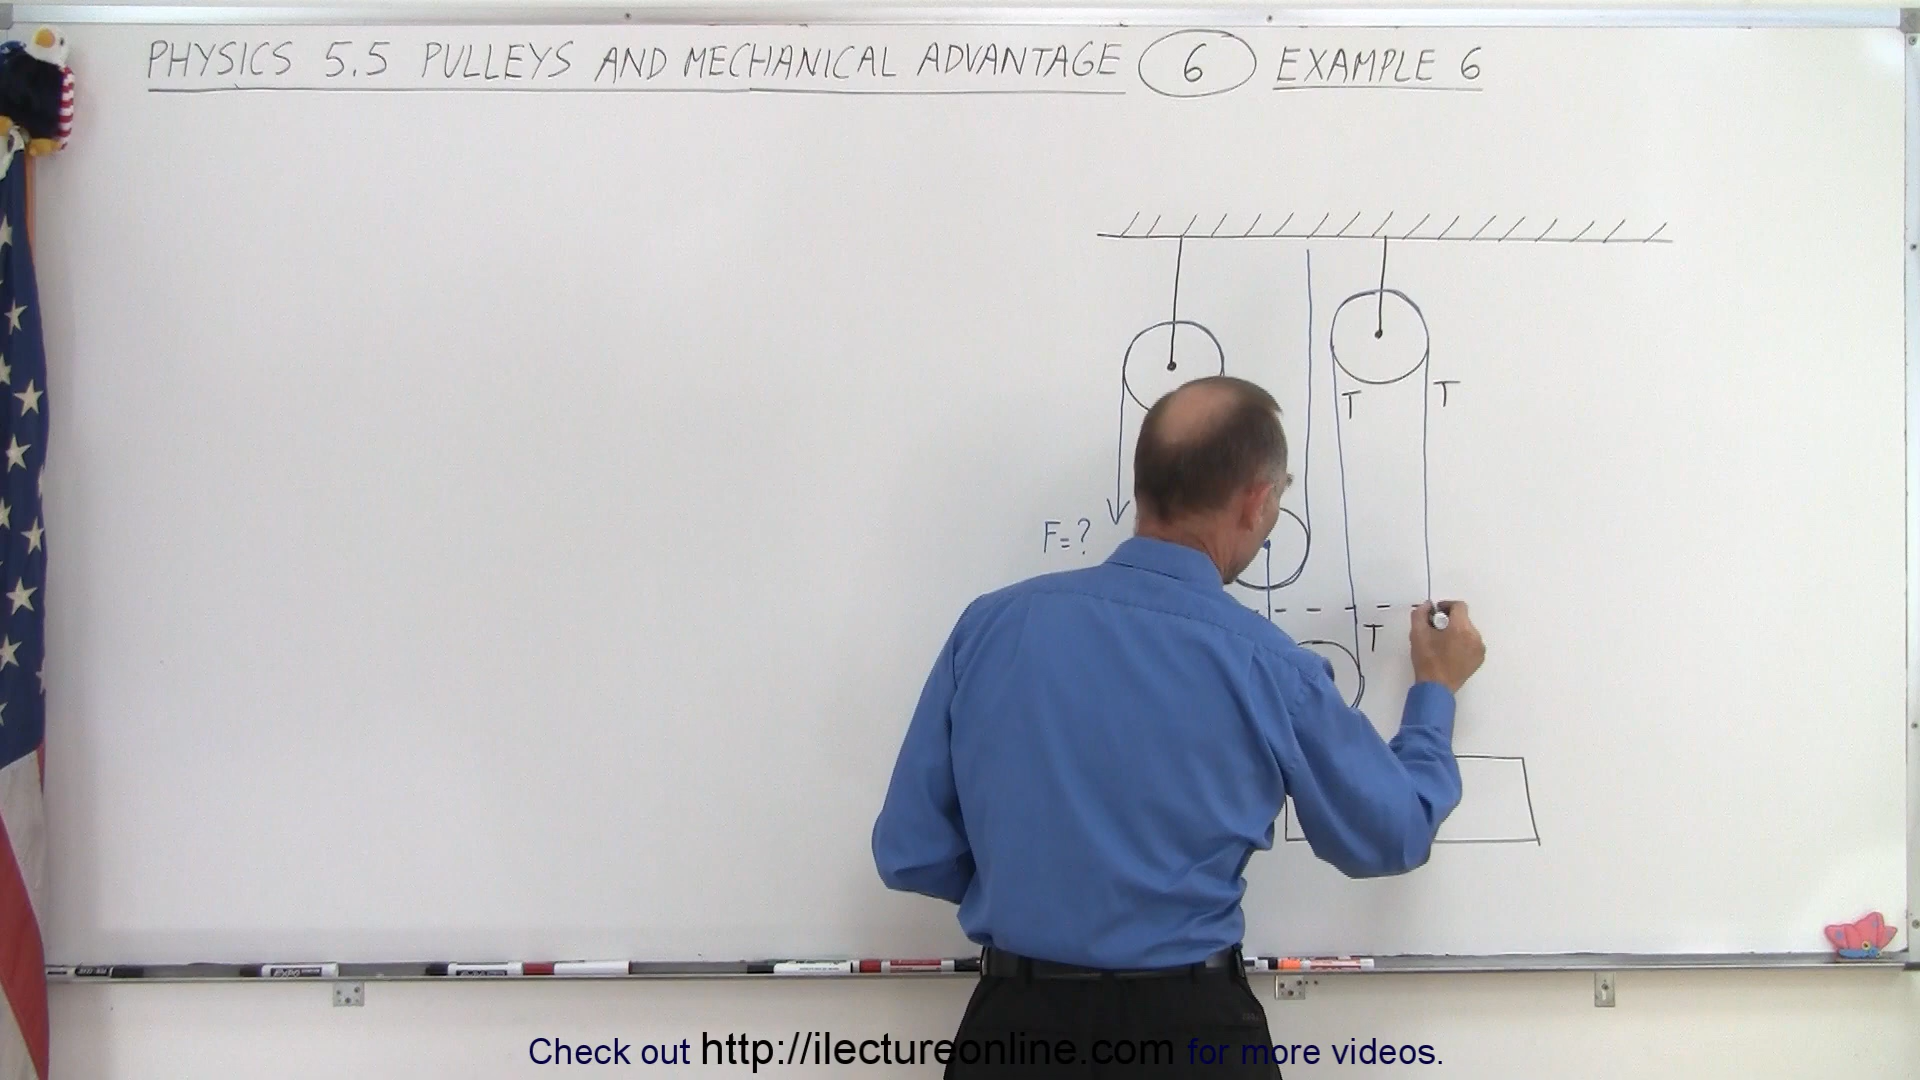 PHYSICS 5.5 PULLEYS AND MECHANICAL ADVANTAGE 6 EXAMPLE 6
T T
F=?
T
Check out http://ilectureonline.com for more videos.